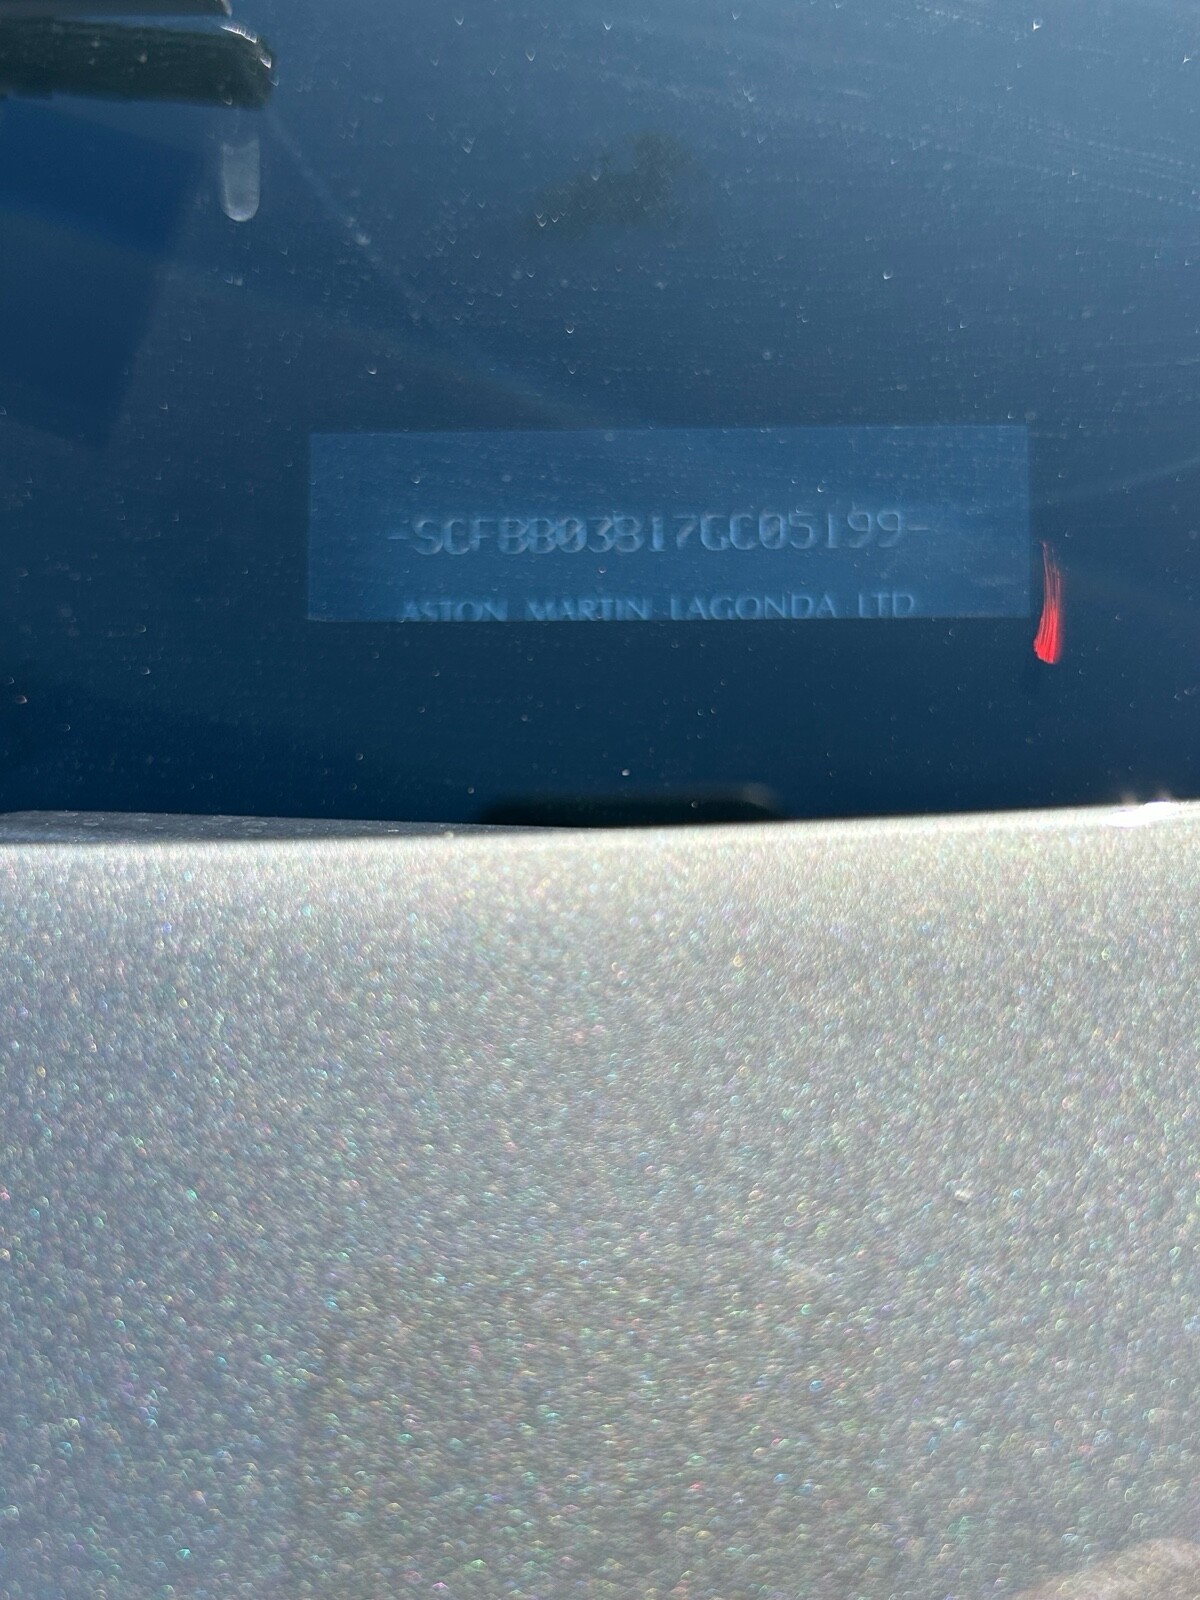 -SCFBB03B17GC05199-
ASTON MARTIN LAGONDA LTD